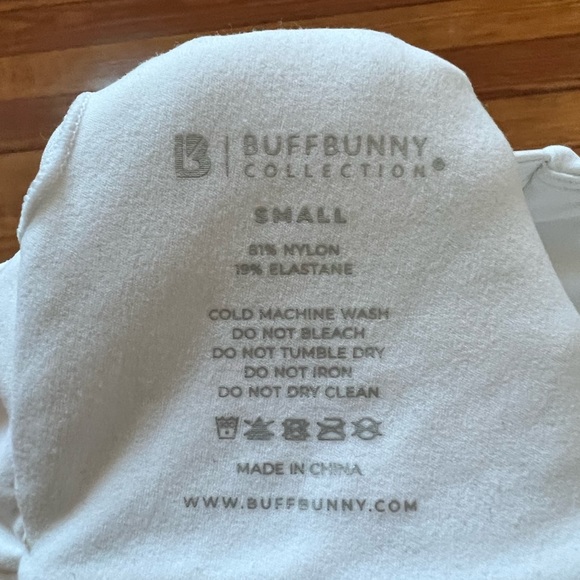 B | BUFFBUNNY
COLLECTION®
SMALL
81% NYLON
19% ELASTANE
COLD MACHINE WASH
DO NOT BLEACH
DO NOT TUMBLE DRY
DO NOT IRON
DO NOT DRY CLEAN
MADE IN CHINA
WWW.BUFFBUNNY.COM